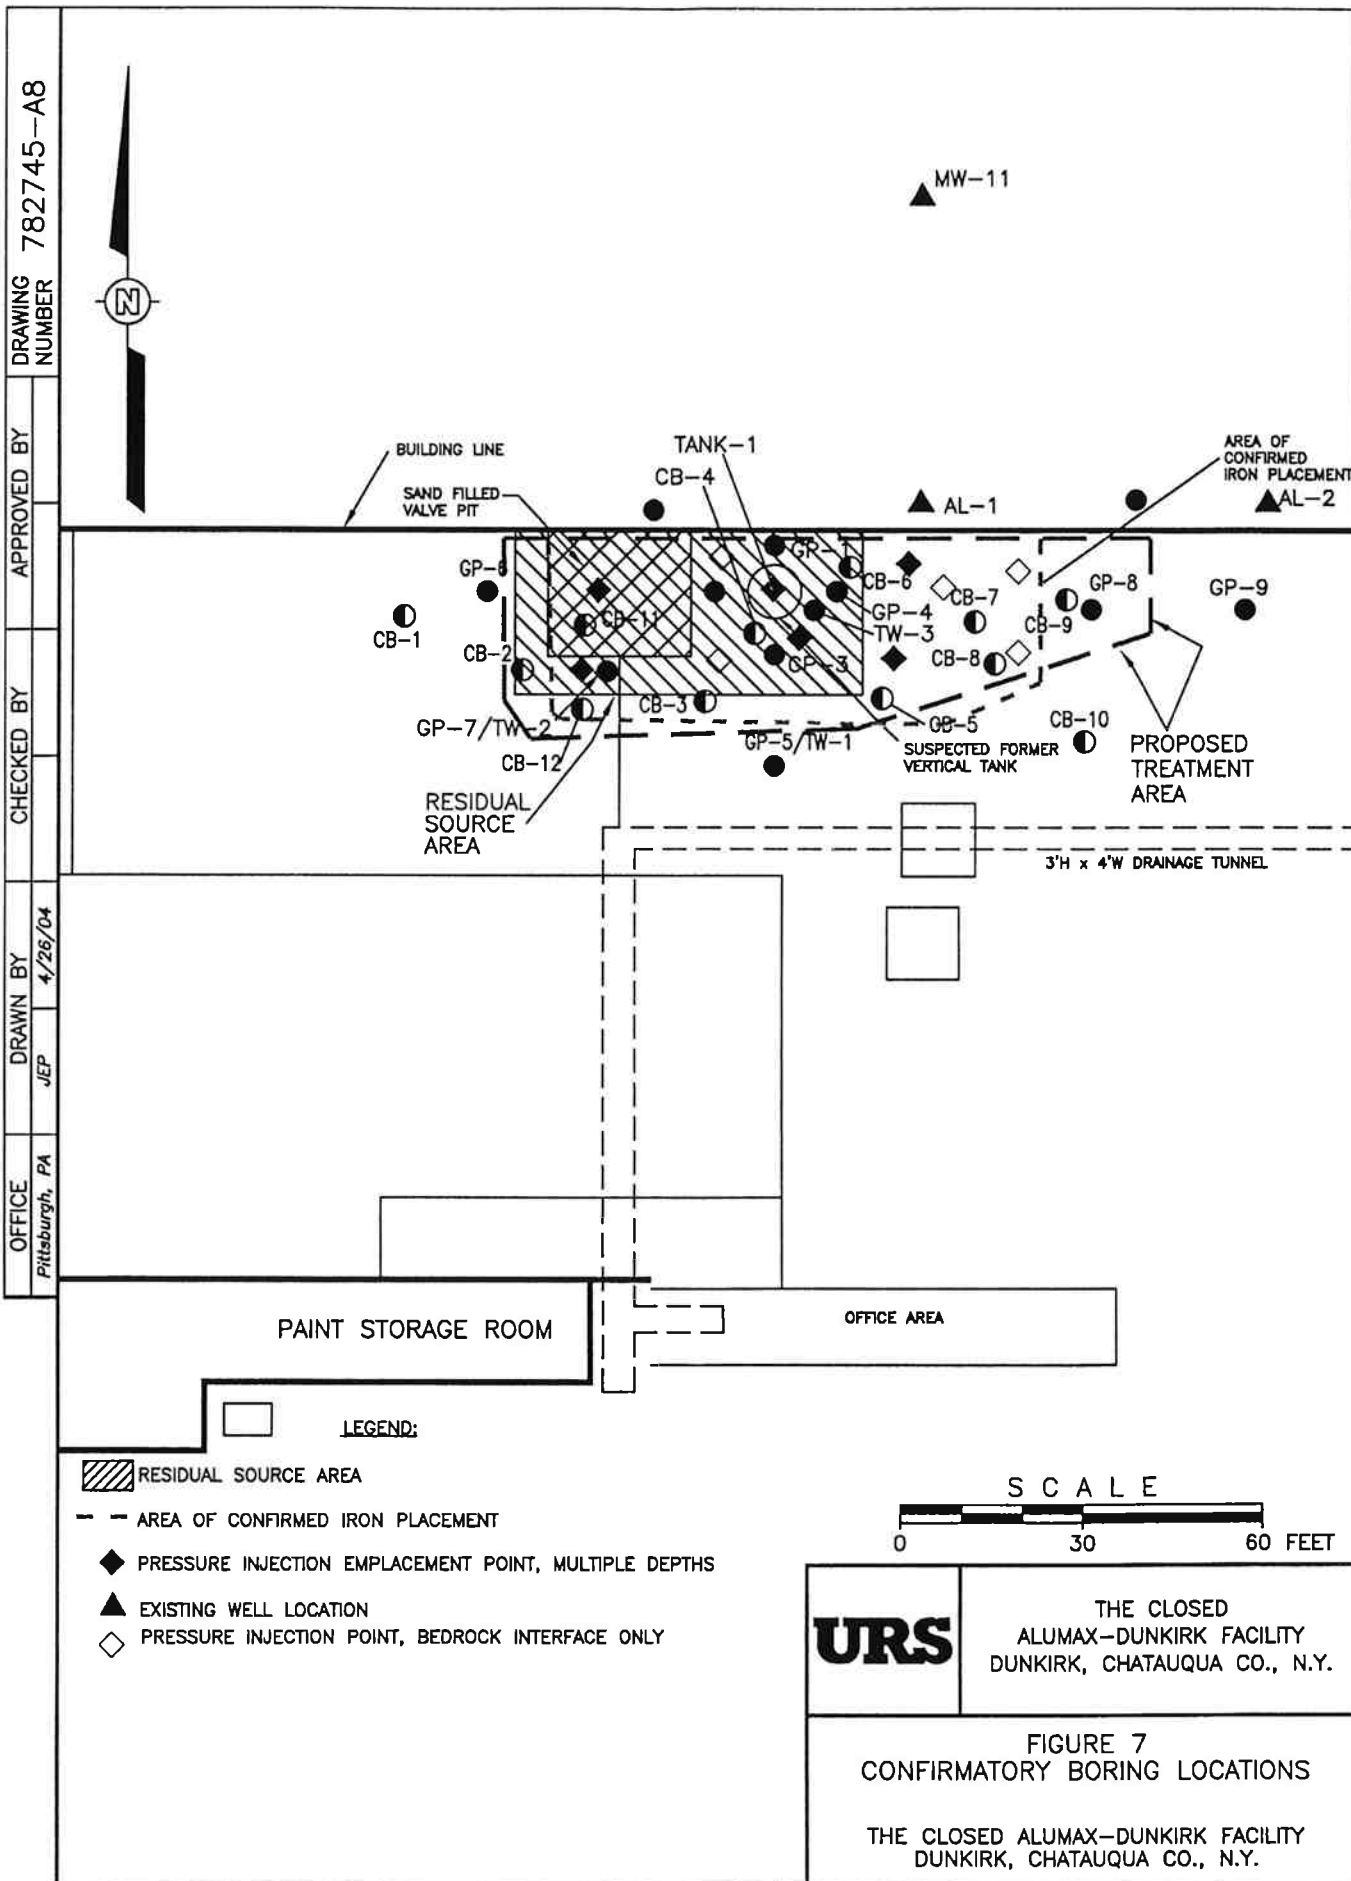 DRAWING NUMBER 782745-A8
APPROVED BY
CHECKED BY
DRAWN BY
JEP 4/26/04
OFFICE
Pittsburgh, PA
N
MW-11
BUILDING LINE
SAND FILLED
VALVE PIT
TANK-1
CB-4
AL-1
AREA OF
CONFIRMED
IRON PLACEMENT
AL-2
GP-6
CB-1
CB-2
CB-11
CB-6
GP-4
TW-3
CB-7
CB-9
GP-8
GP-9
CB-8
CB-3
CB-5
CB-10
GP-7/TW-2
CB-12
GP-5/TW-1
SUSPECTED FORMER
VERTICAL TANK
PROPOSED
TREATMENT
AREA
RESIDUAL
SOURCE
AREA
3'H x 4'W DRAINAGE TUNNEL
PAINT STORAGE ROOM
OFFICE AREA
LEGEND:
RESIDUAL SOURCE AREA
AREA OF CONFIRMED IRON PLACEMENT
PRESSURE INJECTION EMPLACEMENT POINT, MULTIPLE DEPTHS
EXISTING WELL LOCATION
PRESSURE INJECTION POINT, BEDROCK INTERFACE ONLY
SCALE
0 30 60 FEET
URS
THE CLOSED
ALUMAX-DUNKIRK FACILITY
DUNKIRK, CHATAUQUA CO., N.Y.
FIGURE 7
CONFIRMATORY BORING LOCATIONS
THE CLOSED ALUMAX-DUNKIRK FACILITY
DUNKIRK, CHATAUQUA CO., N.Y.